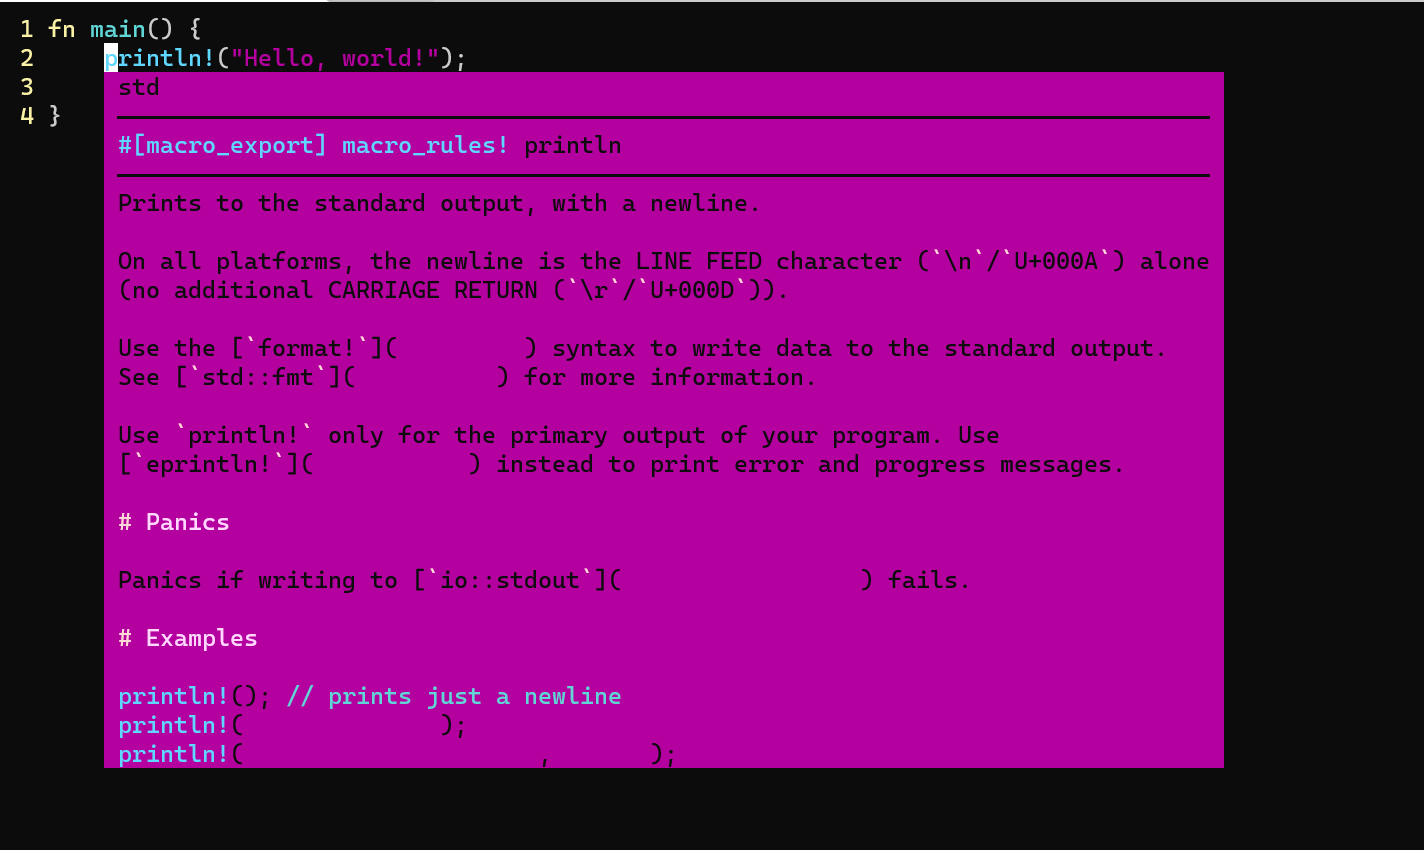 1 fn main() {
2     println!("Hello, world!");
3
4 }
std
#[macro_export] macro_rules! println
Prints to the standard output, with a newline.
On all platforms, the newline is the LINE FEED character (`\n`/`U+000A`) alone
(no additional CARRIAGE RETURN (`\r`/`U+000D`)).
Use the [`format!`](         ) syntax to write data to the standard output.
See [`std::fmt`](          ) for more information.
Use `println!` only for the primary output of your program. Use
[`eprintln!`](           ) instead to print error and progress messages.
# Panics
Panics if writing to [`io::stdout`](                 ) fails.
# Examples
println!(); // prints just a newline
println!(              );
println!(                     ,       );